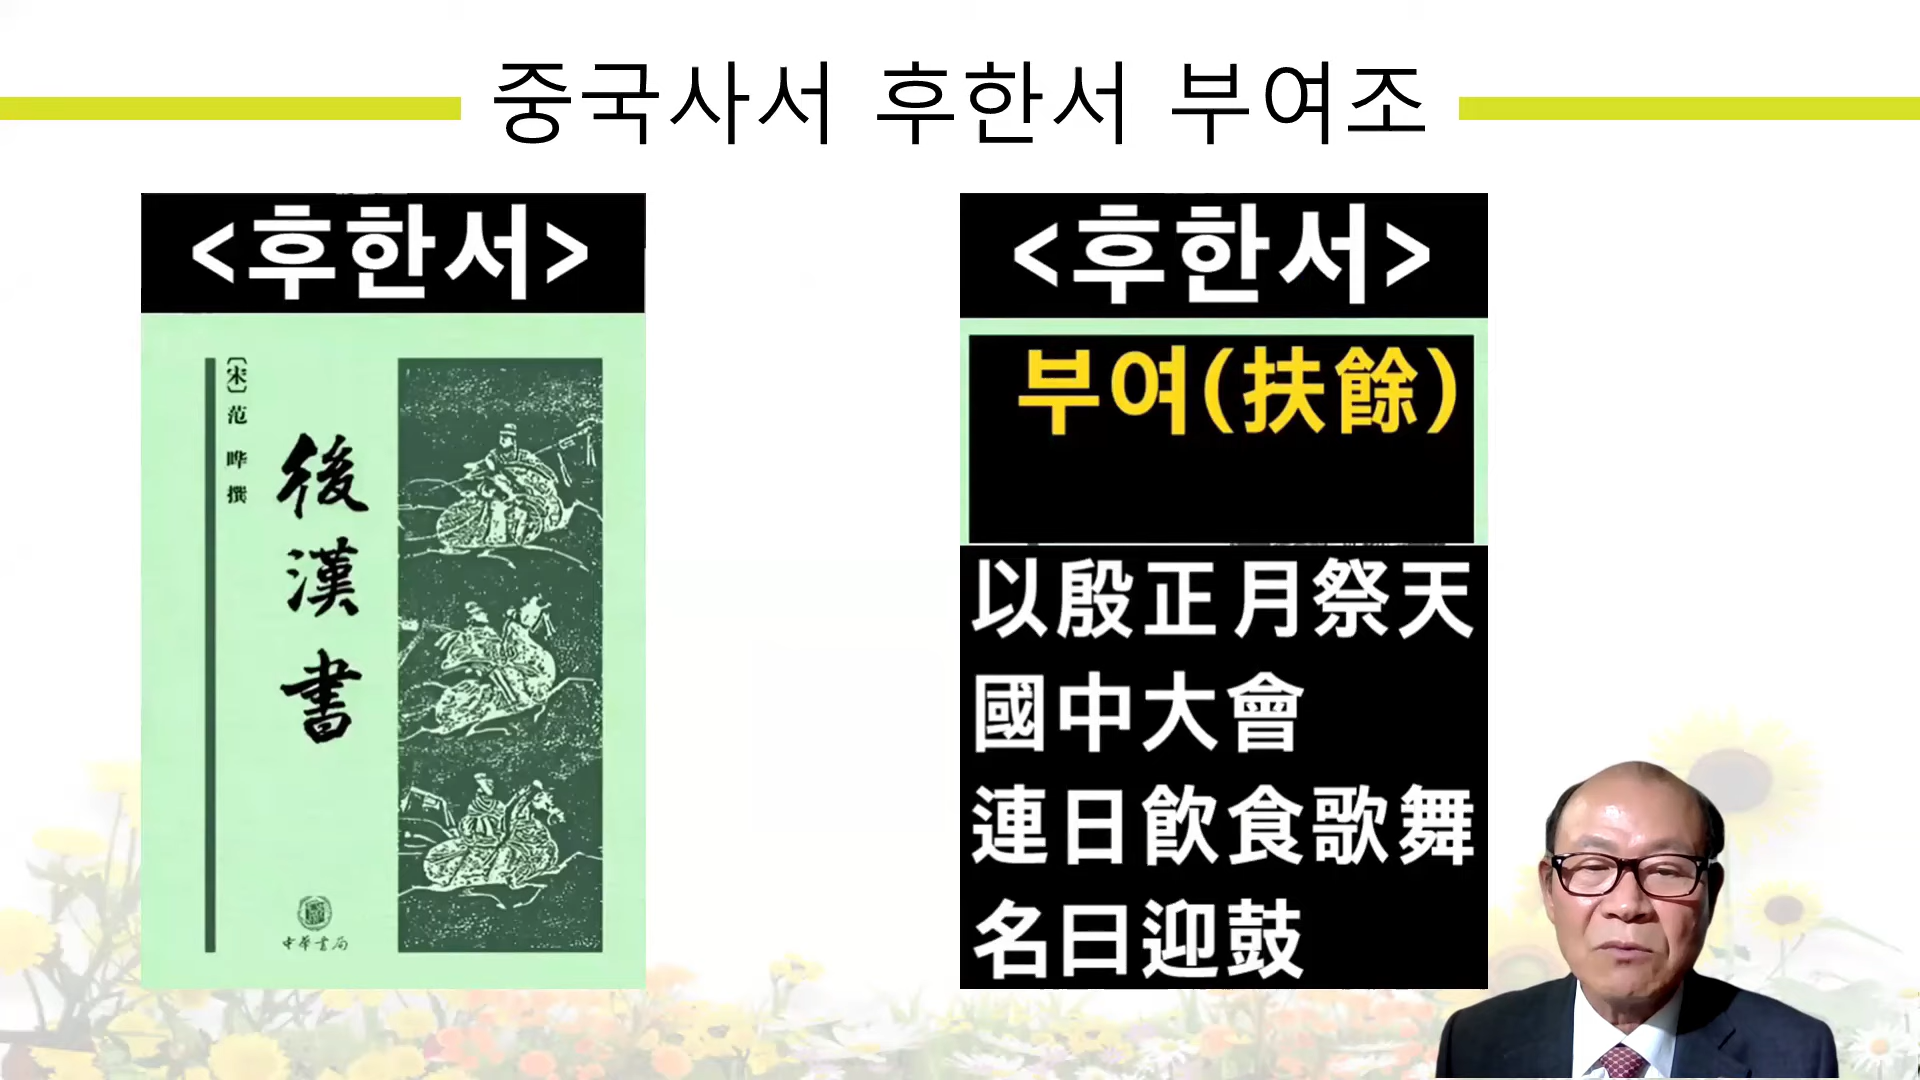 중국사서 후한서 부여조
<후한서>
〔宋〕范晔撰
後漢書
中華書局
<후한서>
부여(扶餘)
以殷正月祭天
國中大會
連日飮食歌舞
名曰迎鼓